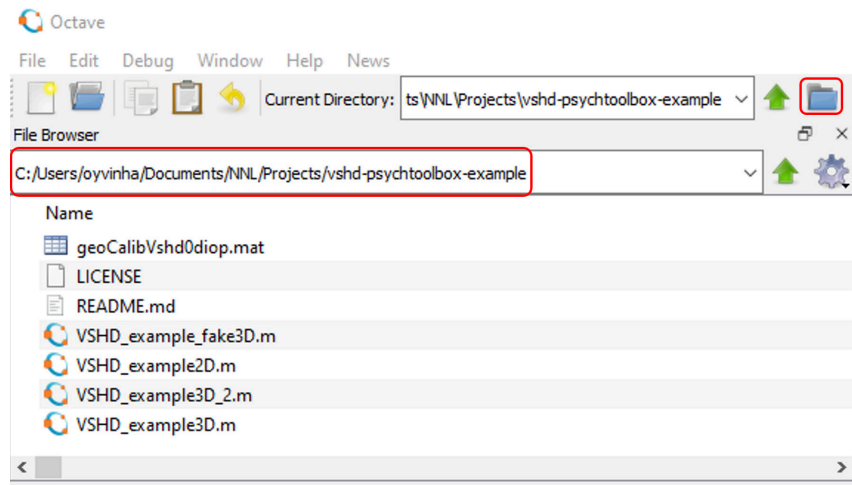 Octave
File Edit Debug Window Help News
Current Directory: ts\NNL\Projects\vshd-psychtoolbox-example
File Browser
C:/Users/oyvinha/Documents/NNL/Projects/vshd-psychtoolbox-example
Name
geoCalibVshd0diop.mat
LICENSE
README.md
VSHD_example_fake3D.m
VSHD_example2D.m
VSHD_example3D_2.m
VSHD_example3D.m